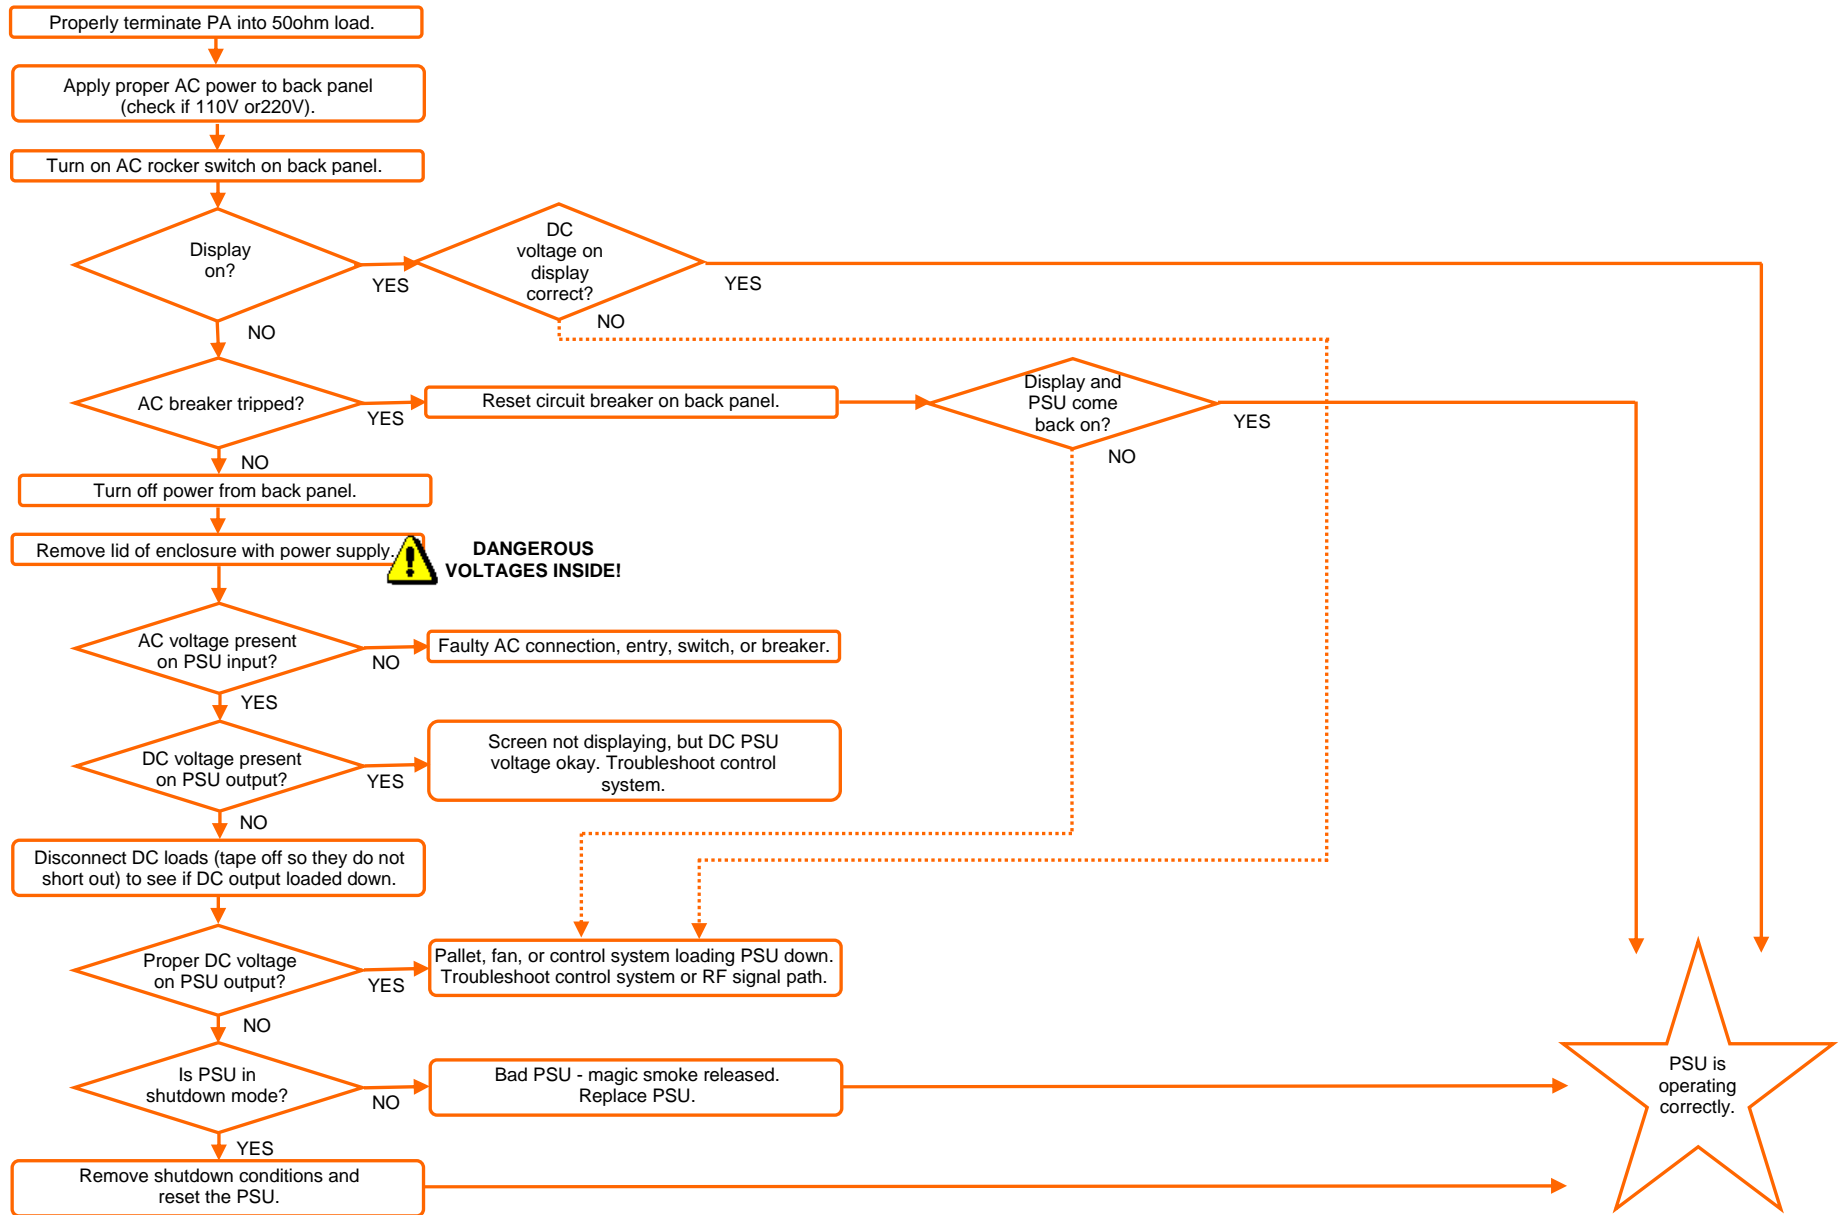 Properly terminate PA into 50ohm load.
Apply proper AC power to back panel
(check if 110V or220V).
Turn on AC rocker switch on back panel.
Display
on?
YES
NO
DC
voltage on
display
correct?
YES
NO
AC breaker tripped?
YES
NO
Reset circuit breaker on back panel.
Display and
PSU come
back on?
YES
NO
Turn off power from back panel.
Remove lid of enclosure with power supply.
!
DANGEROUS
VOLTAGES INSIDE!
AC voltage present
on PSU input?
NO
YES
Faulty AC connection, entry, switch, or breaker.
DC voltage present
on PSU output?
YES
NO
Screen not displaying, but DC PSU
voltage okay. Troubleshoot control
system.
Disconnect DC loads (tape off so they do not
short out) to see if DC output loaded down.
Proper DC voltage
on PSU output?
YES
NO
Pallet, fan, or control system loading PSU down.
Troubleshoot control system or RF signal path.
Is PSU in
shutdown mode?
NO
YES
Bad PSU - magic smoke released.
Replace PSU.
Remove shutdown conditions and
reset the PSU.
PSU is
operating
correctly.